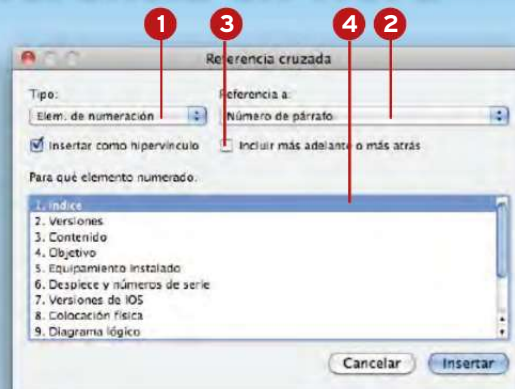 1 3 4 2
Referencia cruzada
Tipo: Referencia a:
Elem. de numeración Número de párrafo
Insertar como hipervínculo Incluir más adelante o más atrás
Para qué elemento numerado:
1. Índice
2. Versiones
3. Contenido
4. Objetivo
5. Equipamiento instalado
6. Despiece y números de serie
7. Versiones de IOS
8. Colocación física
9. Diagrama lógico
Cancelar Insertar